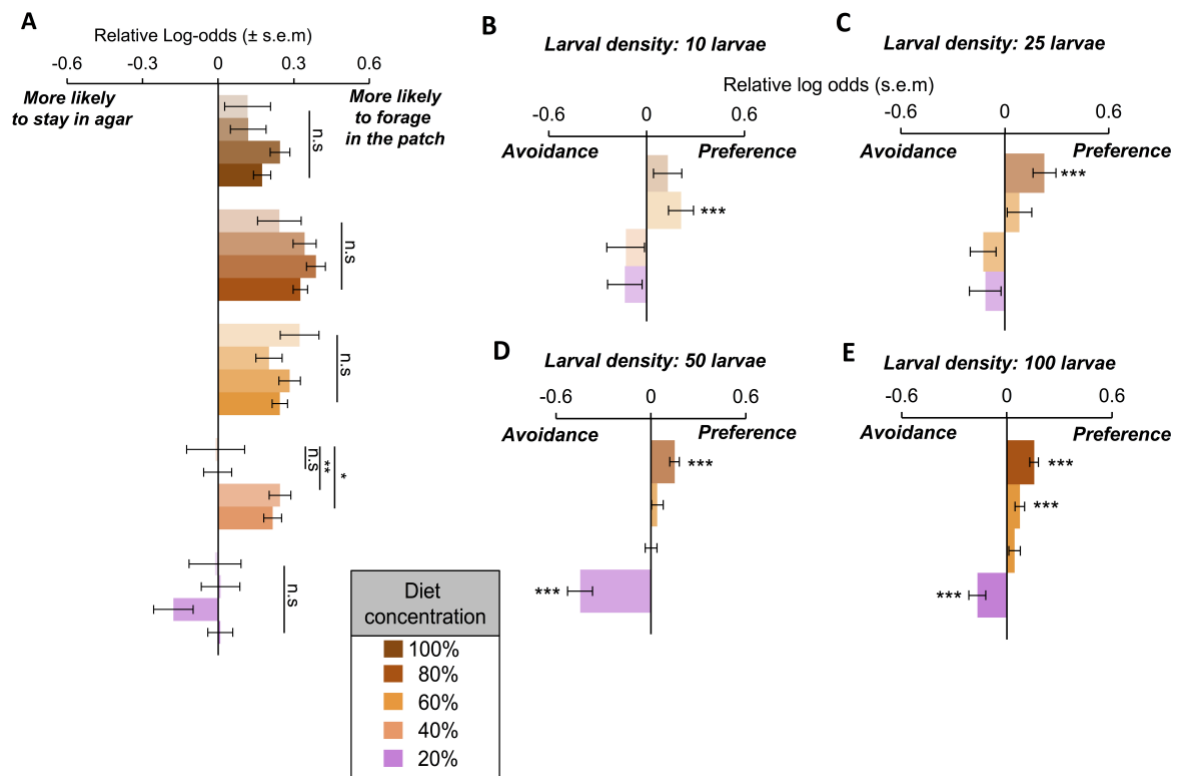 A
Relative Log-odds (± s.e.m)
-0.6 -0.3 0 0.3 0.6
More likely
to stay in agar
More likely
to forage
in the patch
n.s
n.s
n.s
n.s
**
*
n.s
Diet
concentration
100%
80%
60%
40%
20%
B
Larval density: 10 larvae
C
Larval density: 25 larvae
Relative log odds (s.e.m)
-0.6 0 0.6
-0.6 0 0.6
Avoidance Preference
Avoidance Preference
***
***
D
Larval density: 50 larvae
E
Larval density: 100 larvae
-0.6 0 0.6
-0.6 0 0.6
Avoidance Preference
Avoidance Preference
***
***
***
***
***